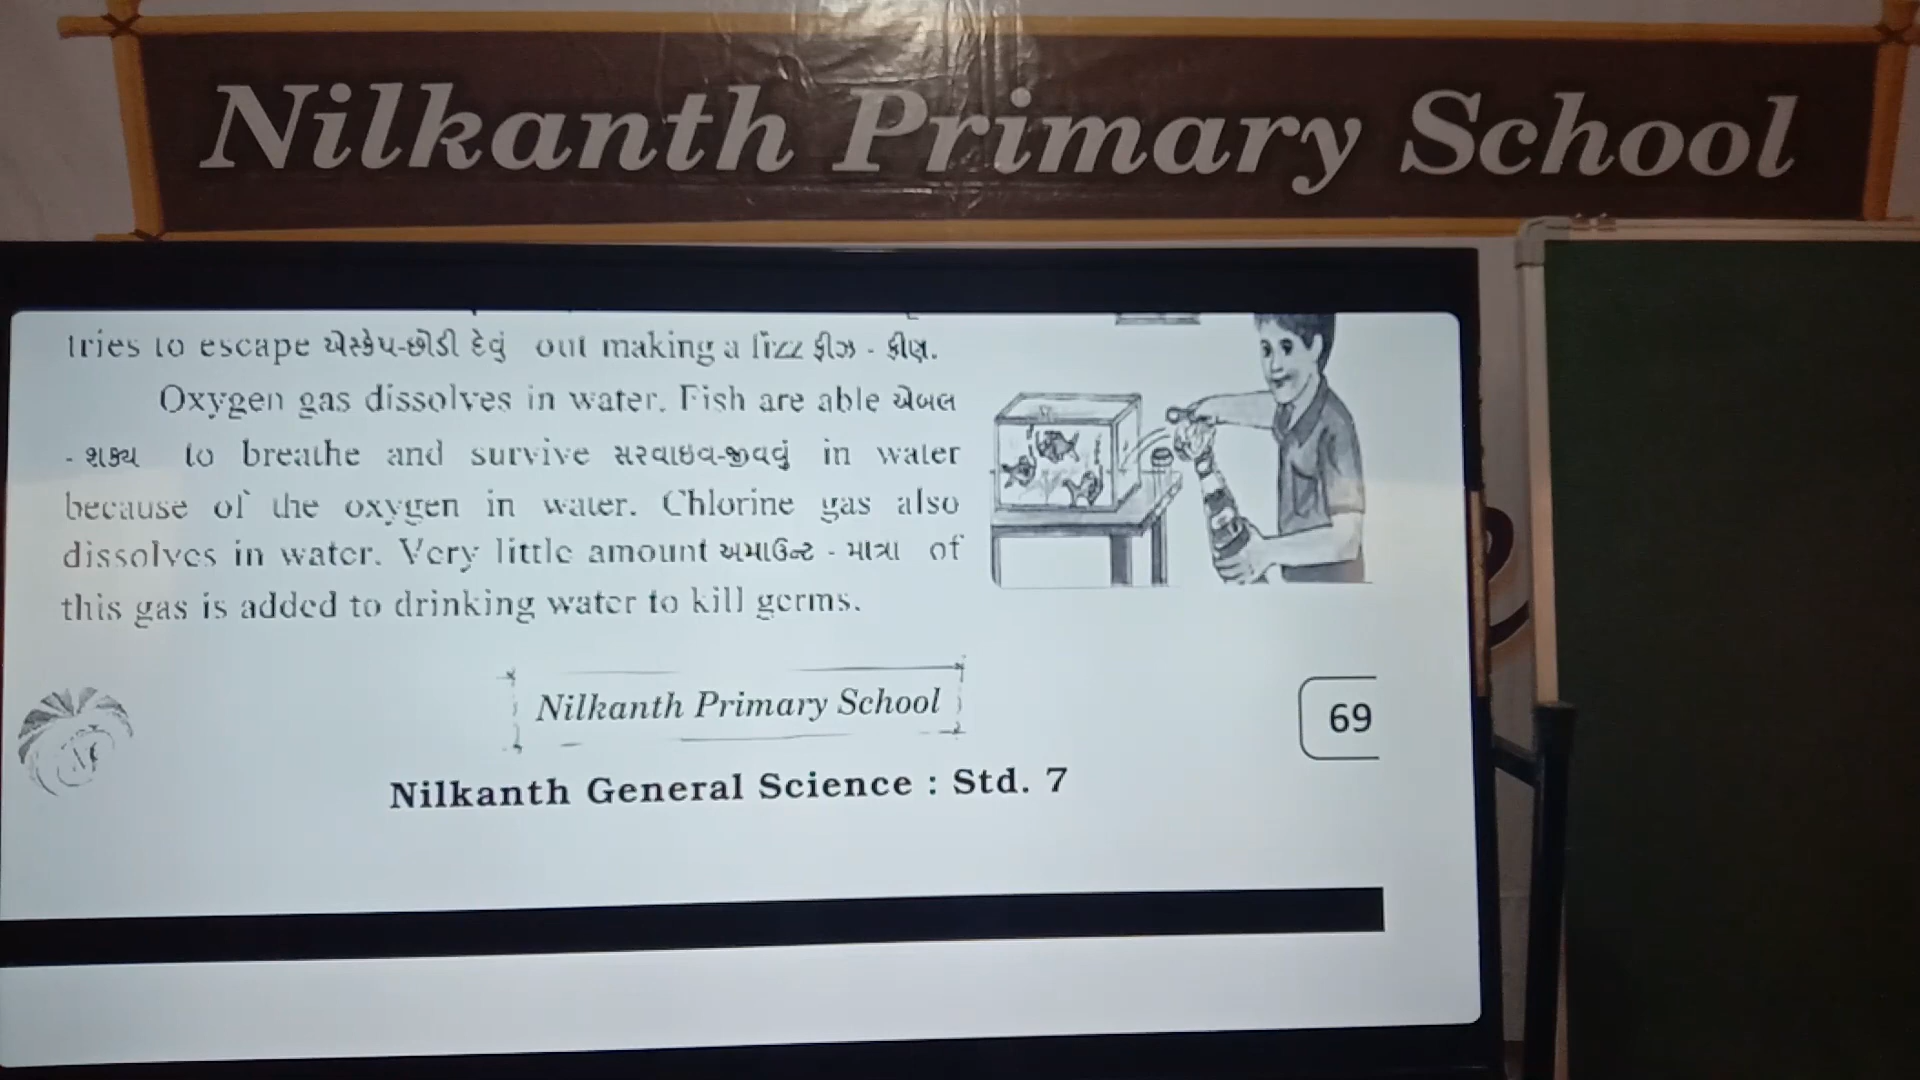 Nilkanth Primary School
tries to escape એસ્કેપ-છોડી દેવું out making a fizz ફીઝ - ફીણ.
Oxygen gas dissolves in water. Fish are able એબલ
- શક્ય to breathe and survive સરવાઇવ-જીવવું in water
because of the oxygen in water. Chlorine gas also
dissolves in water. Very little amount અમાઉન્ટ - માત્રા of
this gas is added to drinking water to kill germs.
Nilkanth Primary School
69
Nilkanth General Science : Std. 7